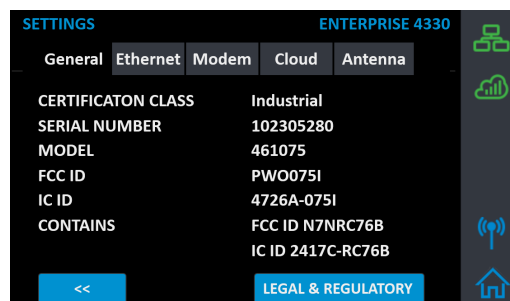 SETTINGS ENTERPRISE 4330
General Ethernet Modem Cloud Antenna
CERTIFICATON CLASS Industrial
SERIAL NUMBER 102305280
MODEL 461075
FCC ID PWO075I
IC ID 4726A-075I
CONTAINS FCC ID N7NRC76B
IC ID 2417C-RC76B
<< LEGAL & REGULATORY